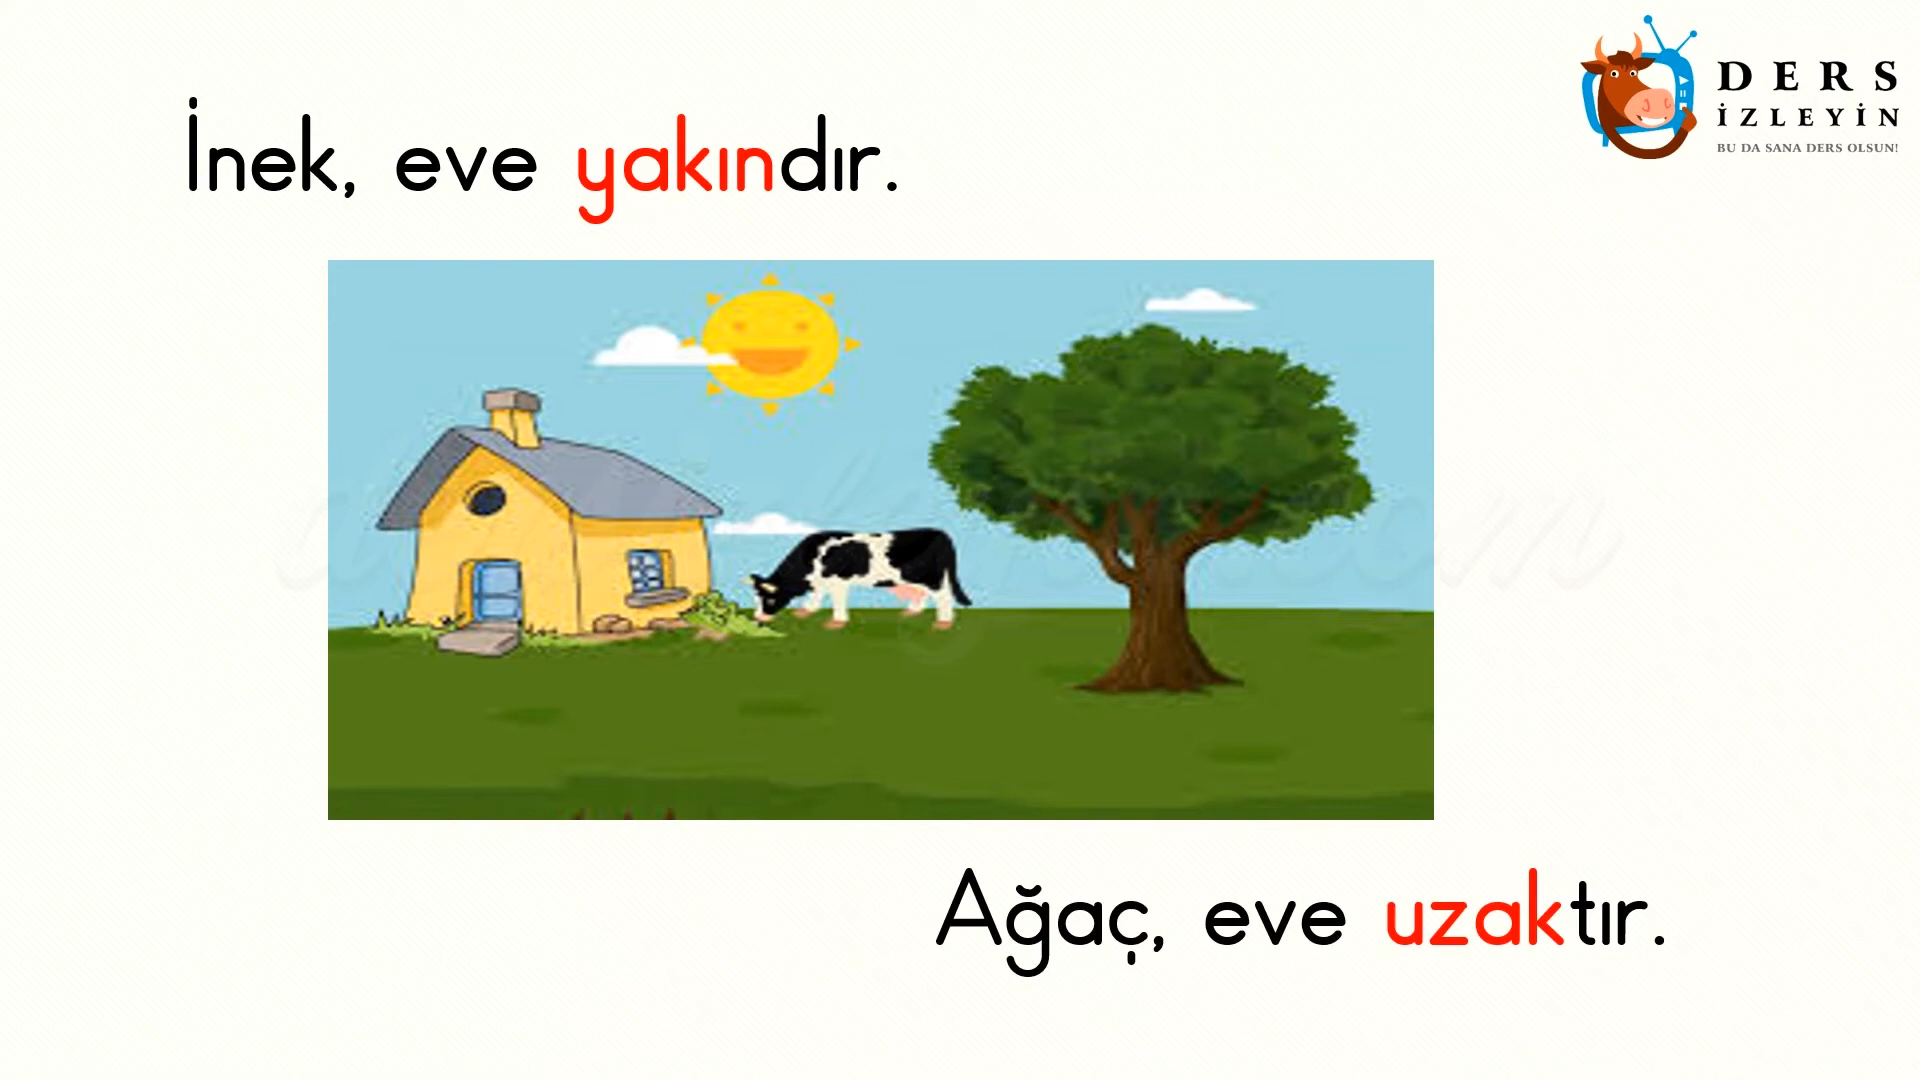 İnek, eve yakındır.
DERS
İZLEYİN
BU DA SANA DERS OLSUN!
Ağaç, eve uzaktır.